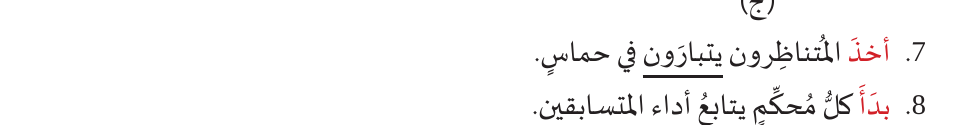 (ج)
7. أخذَ المُتناظِرون يتبارَون في حماسٍ.
8. بدَأَ كلُّ مُحكِّمٍ يتابعُ أداء المتسابقين.